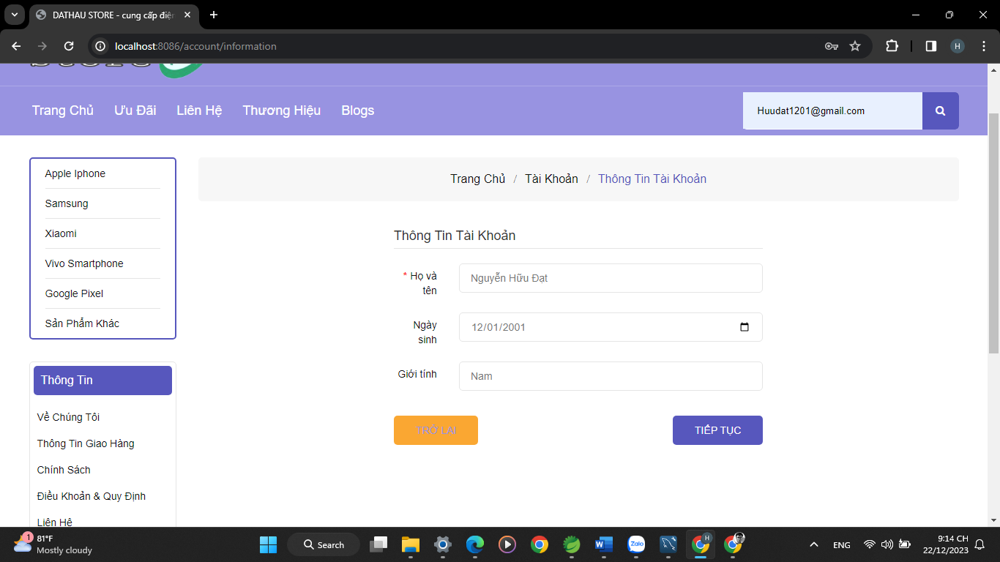 DATHAU STORE - cung cấp điện
localhost:8086/account/information
H
Trang Chủ Ưu Đãi Liên Hệ Thương Hiệu Blogs
Huudat1201@gmail.com
Apple Iphone
Samsung
Xiaomi
Vivo Smartphone
Google Pixel
Sản Phẩm Khác
Thông Tin
Về Chúng Tôi
Thông Tin Giao Hàng
Chính Sách
Điều Khoản & Quy Định
Liên Hệ
Trang Chủ / Tài Khoản / Thông Tin Tài Khoản
Thông Tin Tài Khoản
* Họ và
tên
Nguyễn Hữu Đạt
Ngày
sinh
12/01/2001
Giới tính
Nam
TRỞ LẠI
TIẾP TỤC
1
81°F
Mostly cloudy
Search
Zalo
H
ENG
9:14 CH
22/12/2023